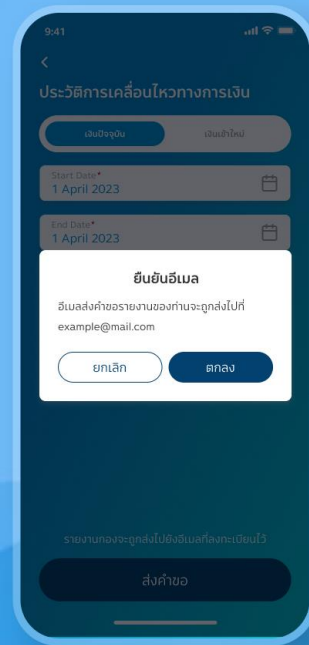 9:41
ประวัติการเคลื่อนไหวทางการเงิน
เงินปัจจุบัน
เงินเข้าใหม่
Start Date*
1 April 2023
End Date*
1 April 2023
ยืนยันอีเมล
อีเมลส่งคำขอรายงานของท่านจะถูกส่งไปที่
example@mail.com
ยกเลิก
ตกลง
รายงานกองจะถูกส่งไปยังอีเมลที่ลงทะเบียนไว้
ส่งคำขอ